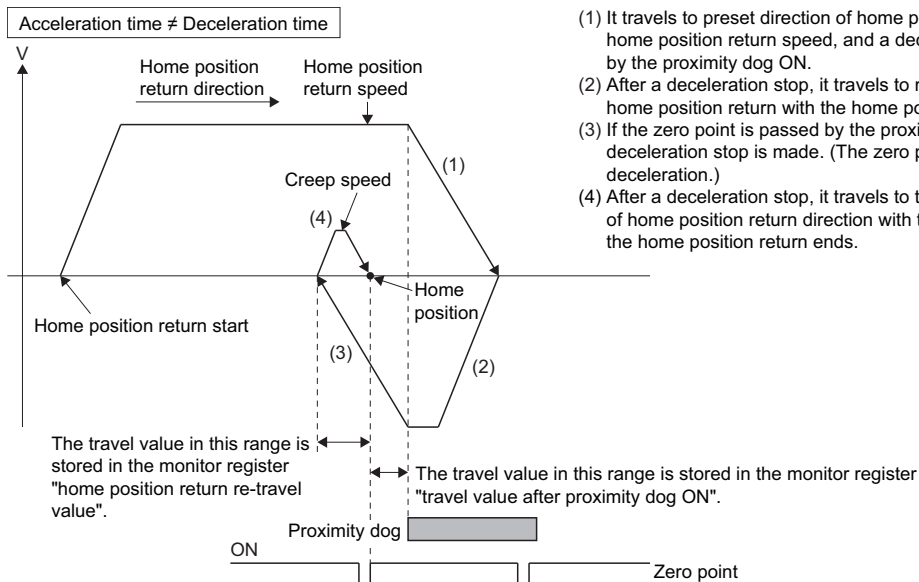 Acceleration time ≠ Deceleration time
V
Home position
return direction
Home position
return speed
(1)
Creep speed
(4)
Home
position
Home position return start
(3)
(2)
The travel value in this range is
stored in the monitor register
"home position return re-travel
value".
The travel value in this range is stored in the monitor register
"travel value after proximity dog ON".
Proximity dog
ON
Zero point
(1) It travels to preset direction of home p
home position return speed, and a dec
by the proximity dog ON.
(2) After a deceleration stop, it travels to r
home position return with the home po
(3) If the zero point is passed by the proxi
deceleration stop is made. (The zero p
deceleration.)
(4) After a deceleration stop, it travels to t
of home position return direction with t
the home position return ends.